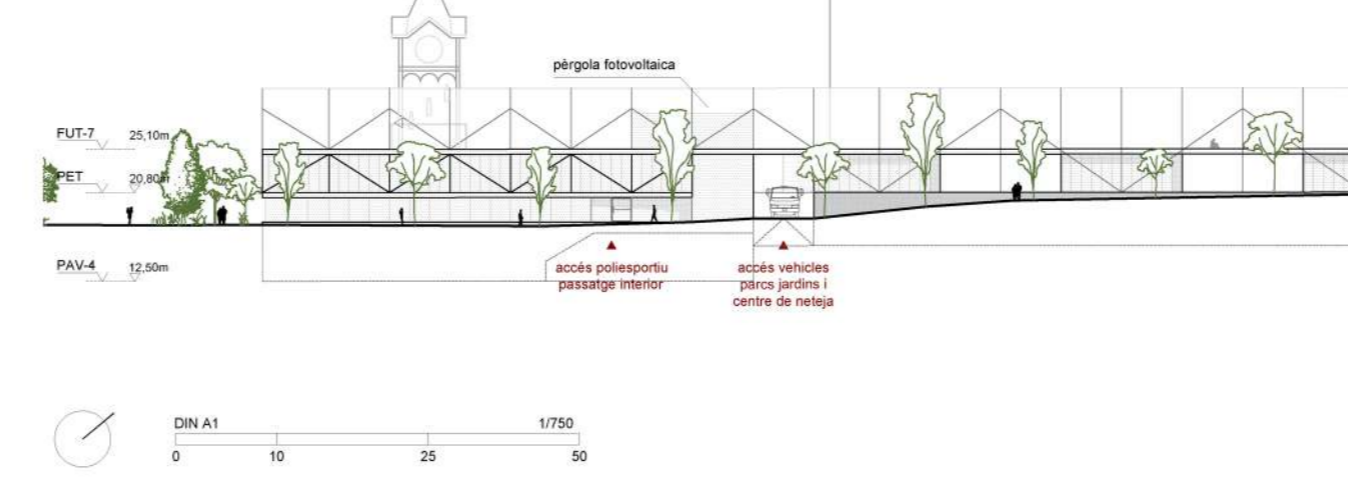 pèrgola fotovoltaica
FUT-7 25,10m
PET 20,80m
PAV-4 12,50m
accés poliesportiu
passatge interior
accés vehicles
parcs jardins i
centre de neteja
DIN A1 1/750
0 10 25 50